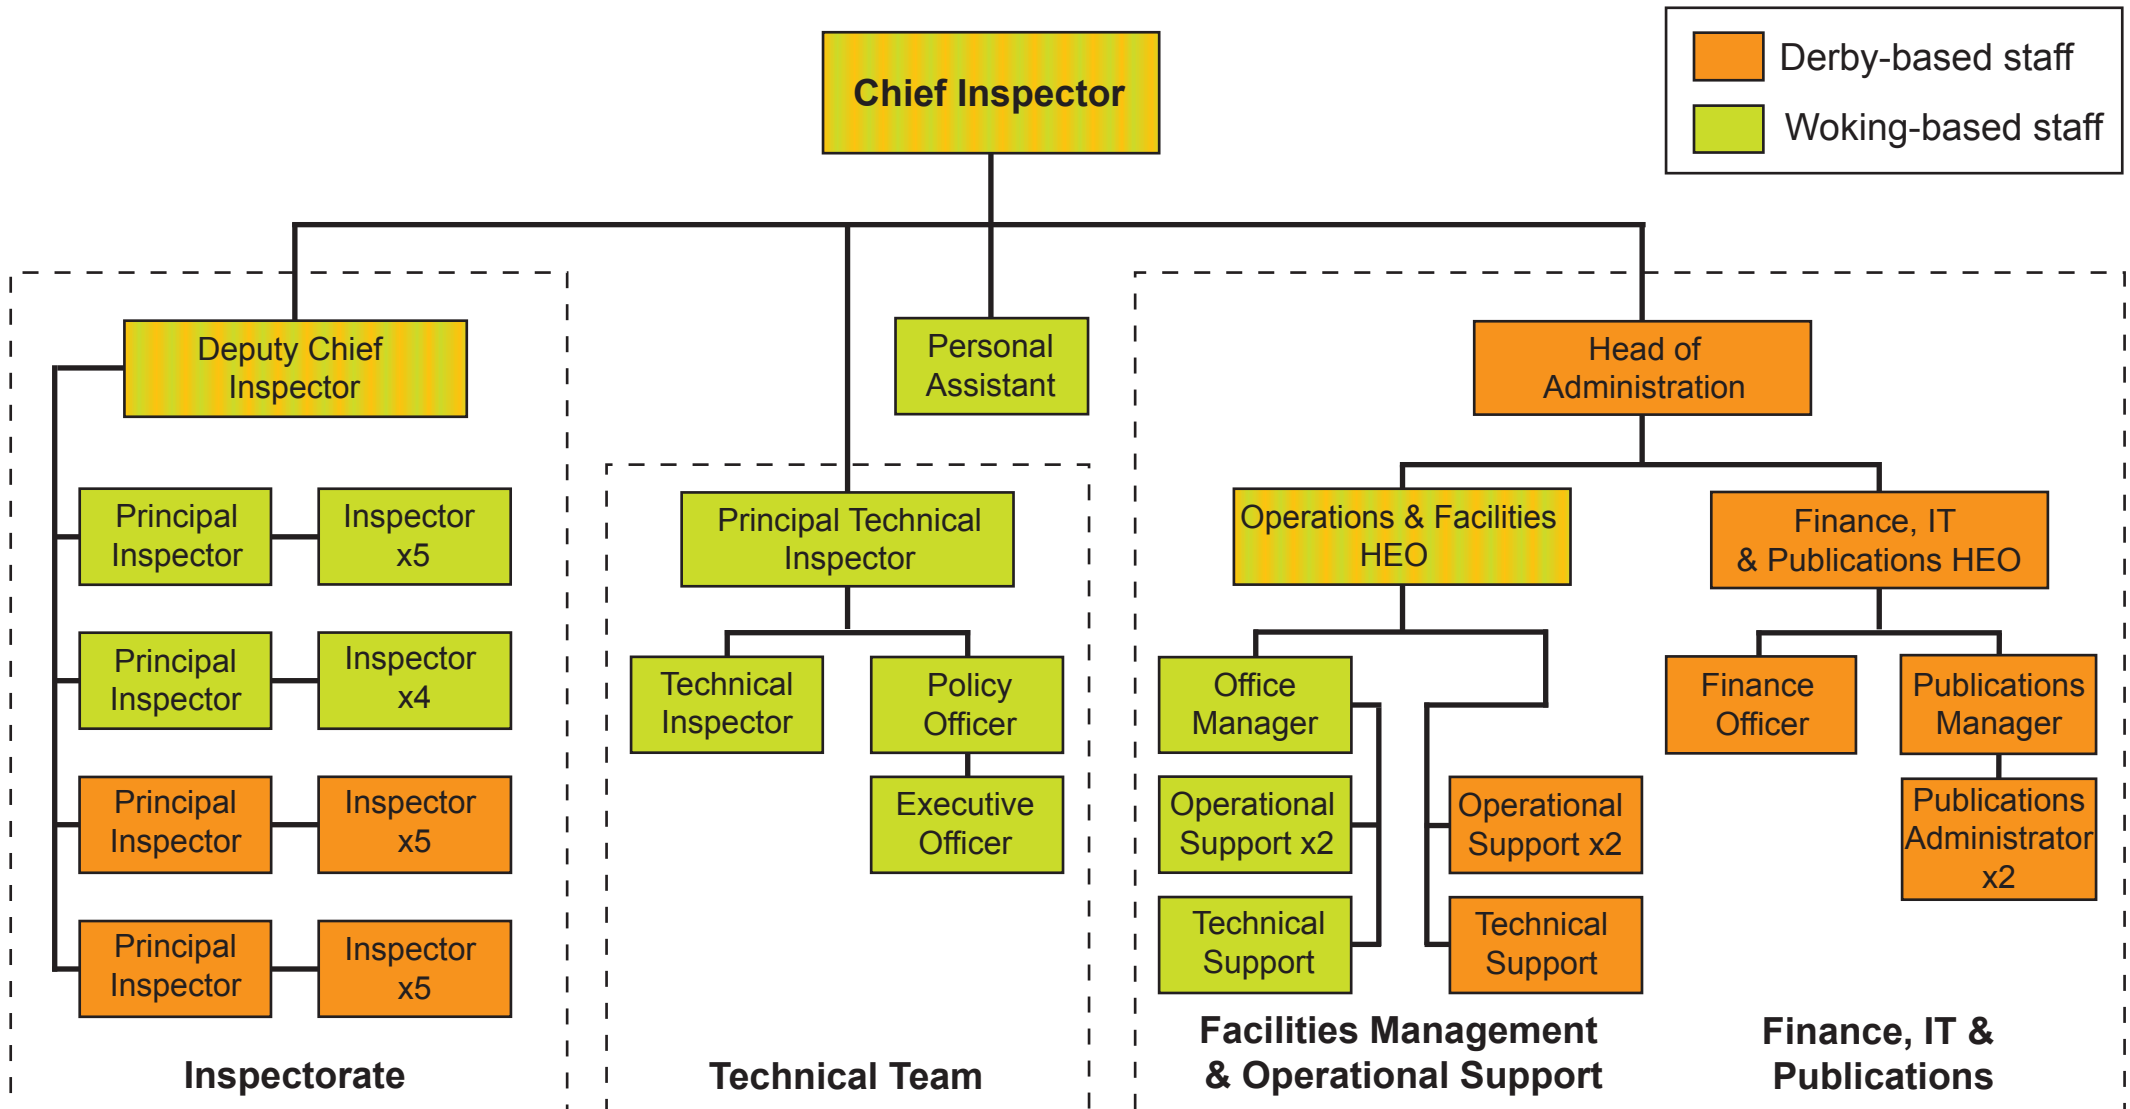 Chief Inspector
Derby-based staff
Woking-based staff
Deputy Chief
Inspector
Personal
Assistant
Head of
Administration
Principal
Inspector
Inspector
x5
Principal
Inspector
Inspector
x4
Principal
Inspector
Inspector
x5
Principal
Inspector
Inspector
x5
Inspectorate
Principal Technical
Inspector
Technical
Inspector
Policy
Officer
Executive
Officer
Technical Team
Operations & Facilities
HEO
Office
Manager
Operational
Support x2
Technical
Support
Operational
Support x2
Technical
Support
Facilities Management
& Operational Support
Finance, IT
& Publications HEO
Finance
Officer
Publications
Manager
Publications
Administrator
x2
Finance, IT &
Publications